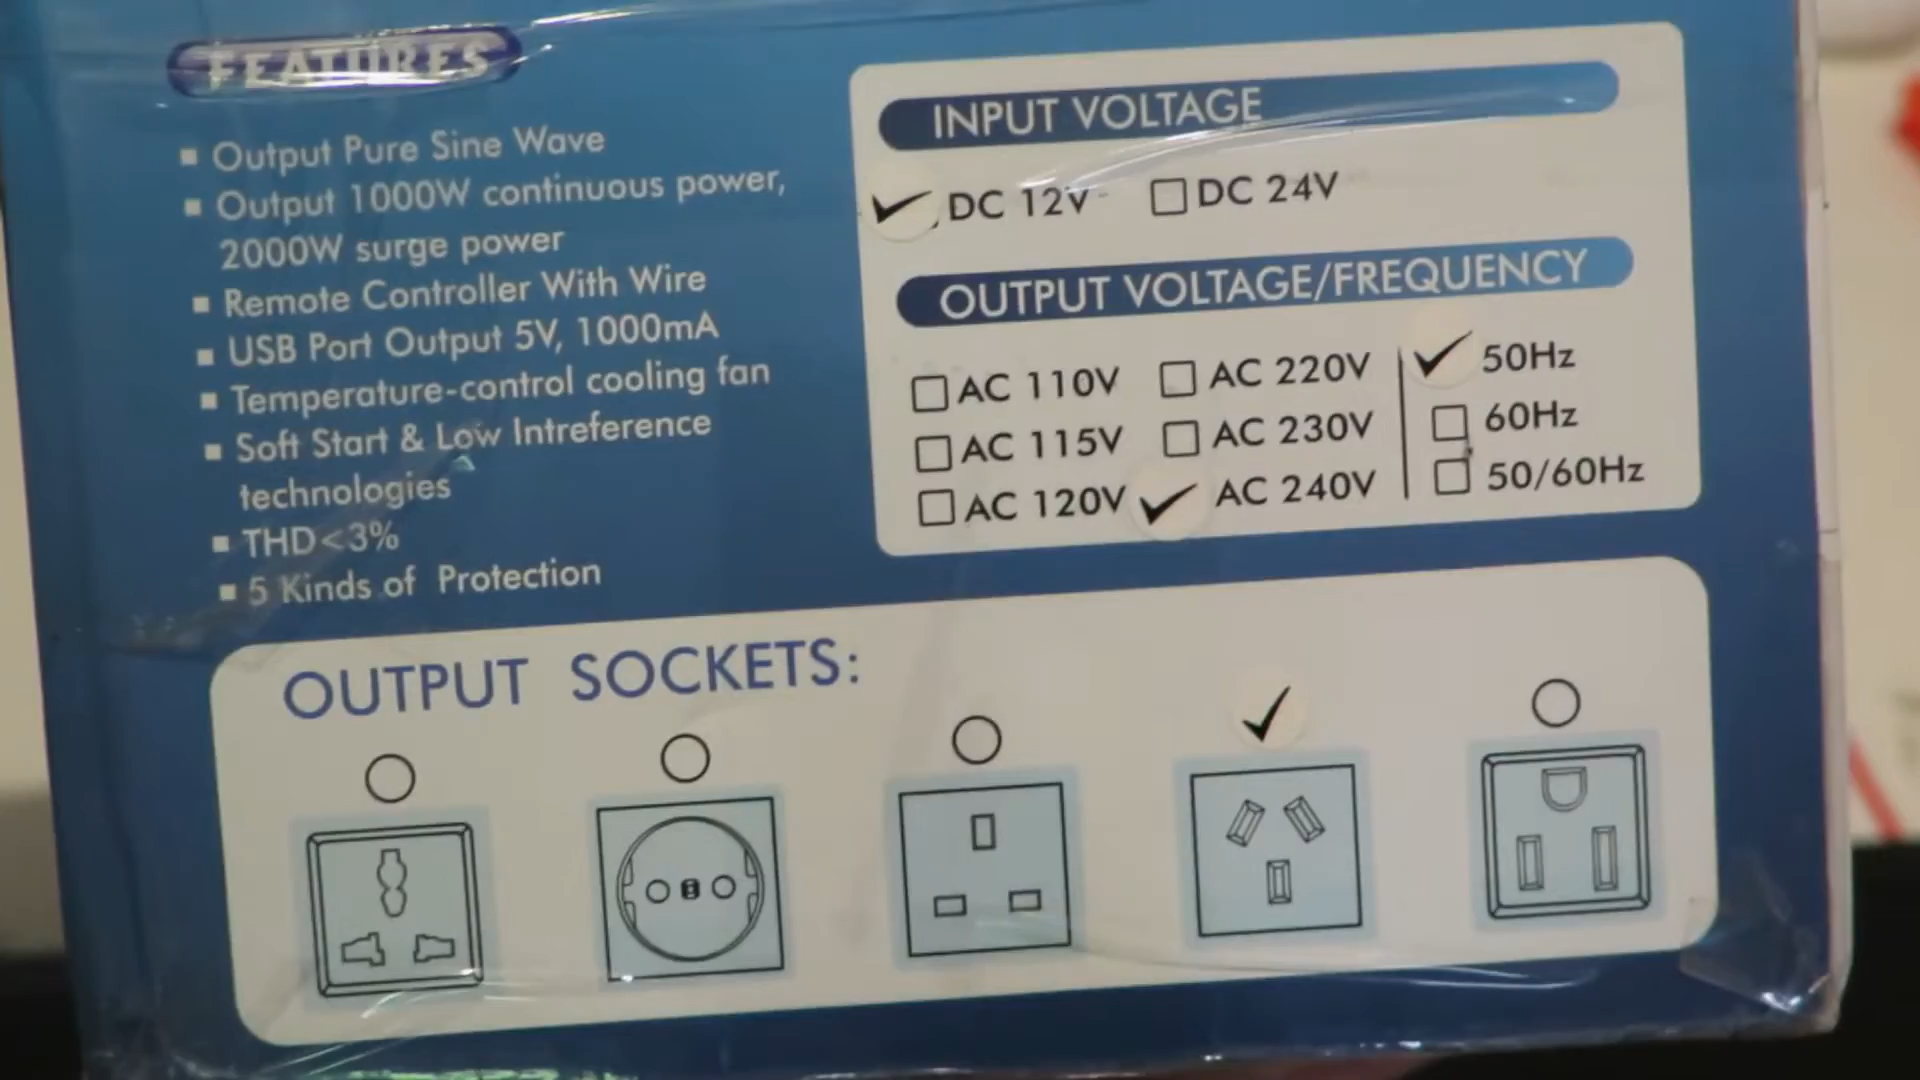 FEATURES
▪ Output Pure Sine Wave
▪ Output 1000W continuous power,
2000W surge power
▪ Remote Controller With Wire
▪ USB Port Output 5V, 1000mA
▪ Temperature-control cooling fan
▪ Soft Start & Low Intreference
technologies
▪ THD<3%
▪ 5 Kinds of Protection
INPUT VOLTAGE
✓ DC 12V □ DC 24V
OUTPUT VOLTAGE/FREQUENCY
□ AC 110V □ AC 220V ✓ 50Hz
□ AC 115V □ AC 230V □ 60Hz
□ AC 120V ✓ AC 240V □ 50/60Hz
OUTPUT SOCKETS: